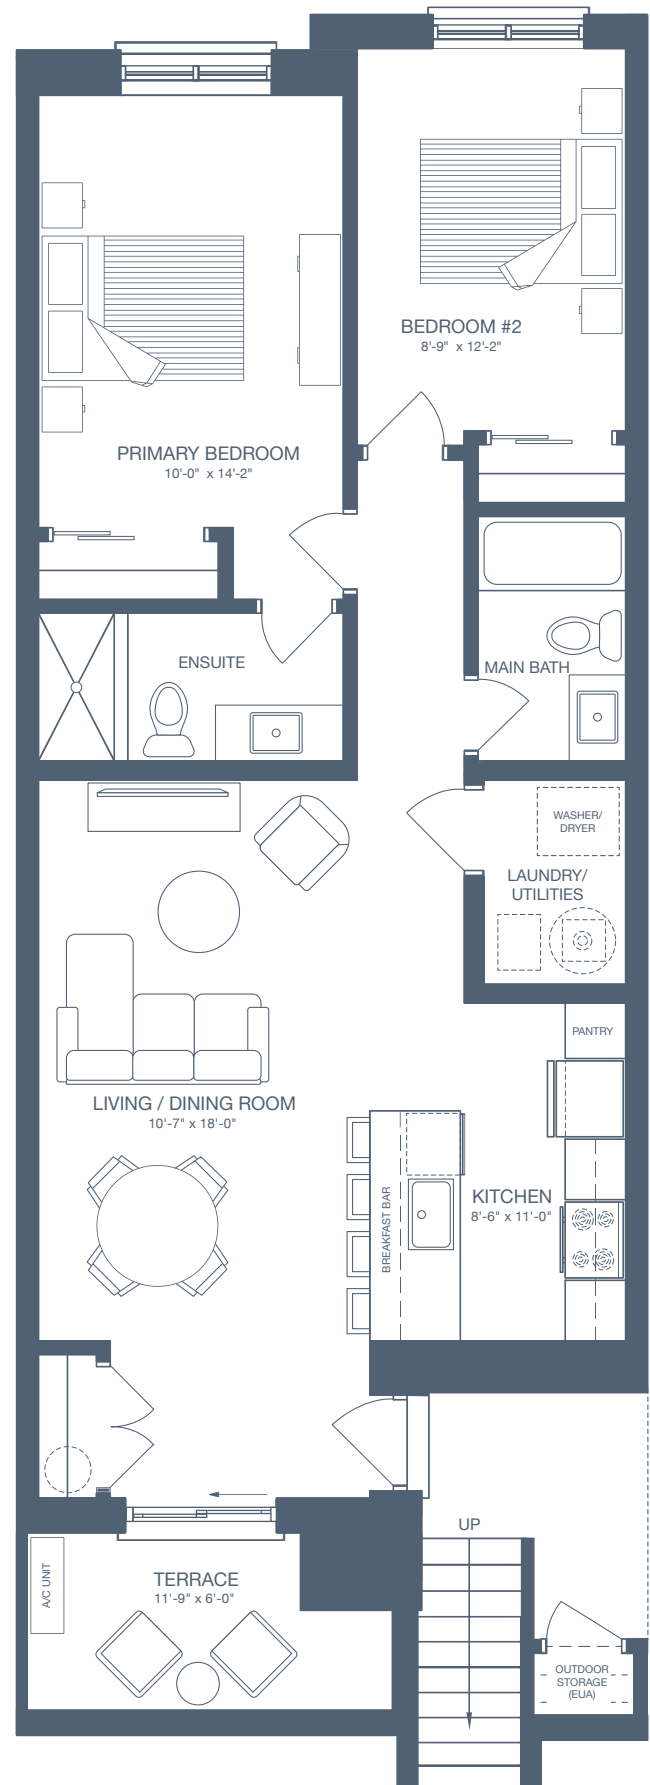 BEDROOM #2
8'-9" x 12'-2"
PRIMARY BEDROOM
10'-0" x 14'-2"
ENSUITE
MAIN BATH
WASHER/
DRYER
LAUNDRY/
UTILITIES
PANTRY
LIVING / DINING ROOM
10'-7" x 18'-0"
KITCHEN
8'-6" x 11'-0"
BREAKFAST BAR
UP
TERRACE
11'-9" x 6'-0"
A/C UNIT
OUTDOOR
STORAGE
(EUA)